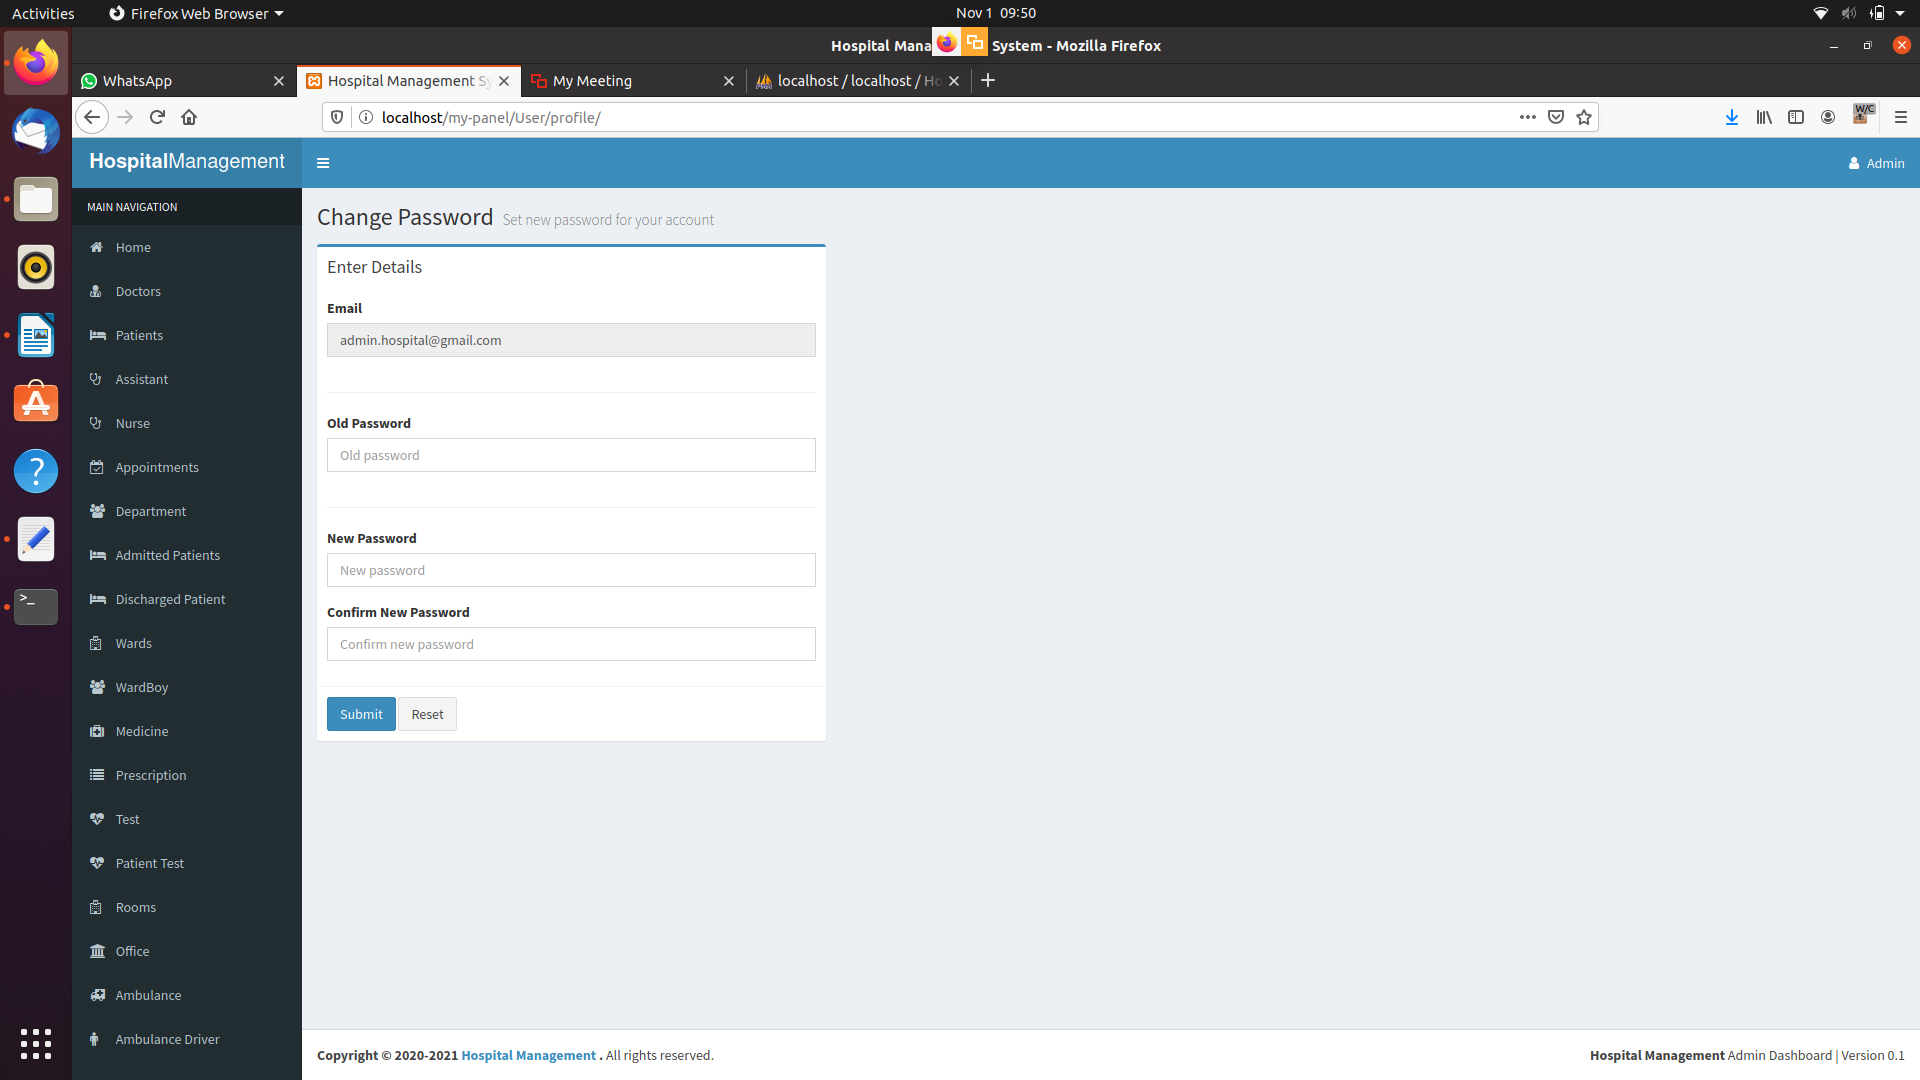 Activities Firefox Web Browser Nov 1 09:50
Hospital Mana System - Mozilla Firefox
WhatsApp Hospital Management Sy My Meeting localhost / localhost / Ho
localhost/my-panel/User/profile/ W/C
HospitalManagement Admin
MAIN NAVIGATION
Home
Doctors
Patients
Assistant
Nurse
Appointments
Department
Admitted Patients
Discharged Patient
Wards
WardBoy
Medicine
Prescription
Test
Patient Test
Rooms
Office
Ambulance
Ambulance Driver
Change Password Set new password for your account
Enter Details
Email
admin.hospital@gmail.com
Old Password
Old password
New Password
New password
Confirm New Password
Confirm new password
Submit Reset
Copyright © 2020-2021 Hospital Management . All rights reserved. Hospital Management Admin Dashboard | Version 0.1